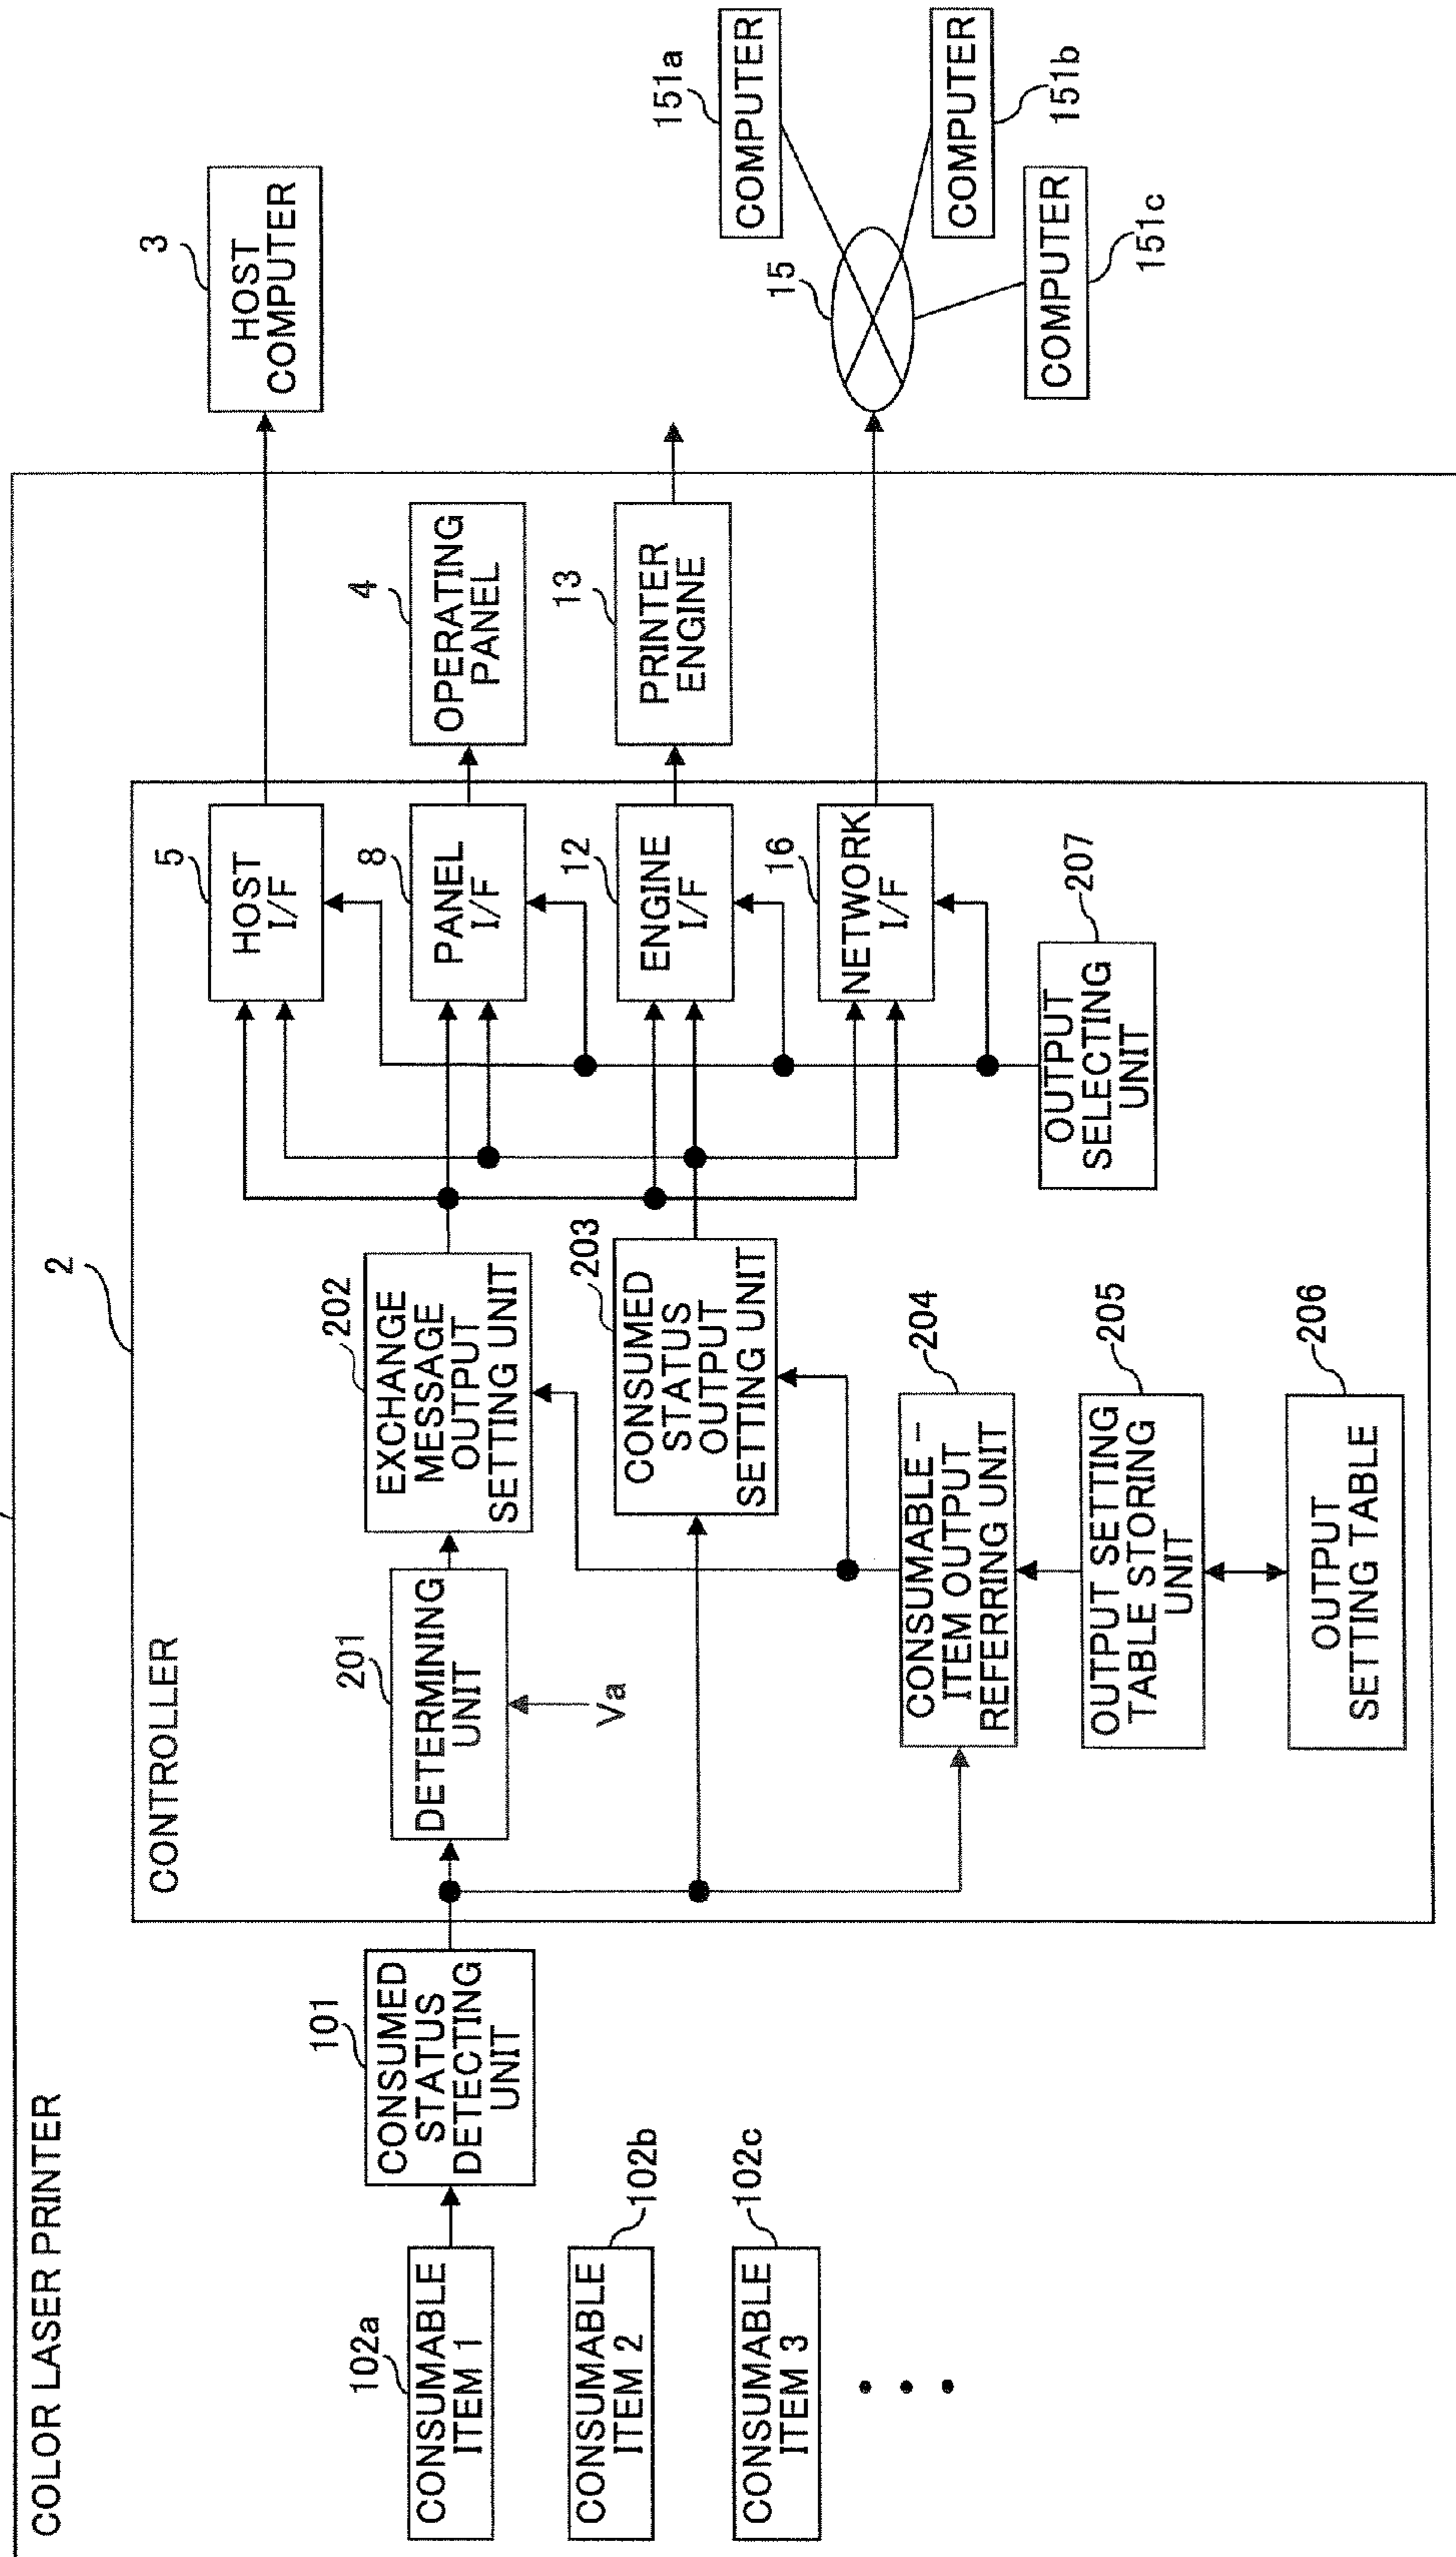 COLOR LASER PRINTER
CONTROLLER
2
102a
CONSUMABLE
ITEM 1
102b
CONSUMABLE
ITEM 2
102c
CONSUMABLE
ITEM 3
101
CONSUMED
STATUS
DETECTING
UNIT
201
DETERMINING
UNIT
Va
202
EXCHANGE
MESSAGE
OUTPUT
SETTING UNIT
203
CONSUMED
STATUS
OUTPUT
SETTING UNIT
204
CONSUMABLE-
ITEM OUTPUT
REFERRING UNIT
205
OUTPUT SETTING
TABLE STORING
UNIT
206
OUTPUT
SETTING TABLE
207
OUTPUT
SELECTING
UNIT
5
HOST
I/F
8
PANEL
I/F
12
ENGINE
I/F
16
NETWORK
I/F
4
OPERATING
PANEL
13
PRINTER
ENGINE
3
HOST
COMPUTER
15
151a
COMPUTER
COMPUTER
151b
COMPUTER
151c